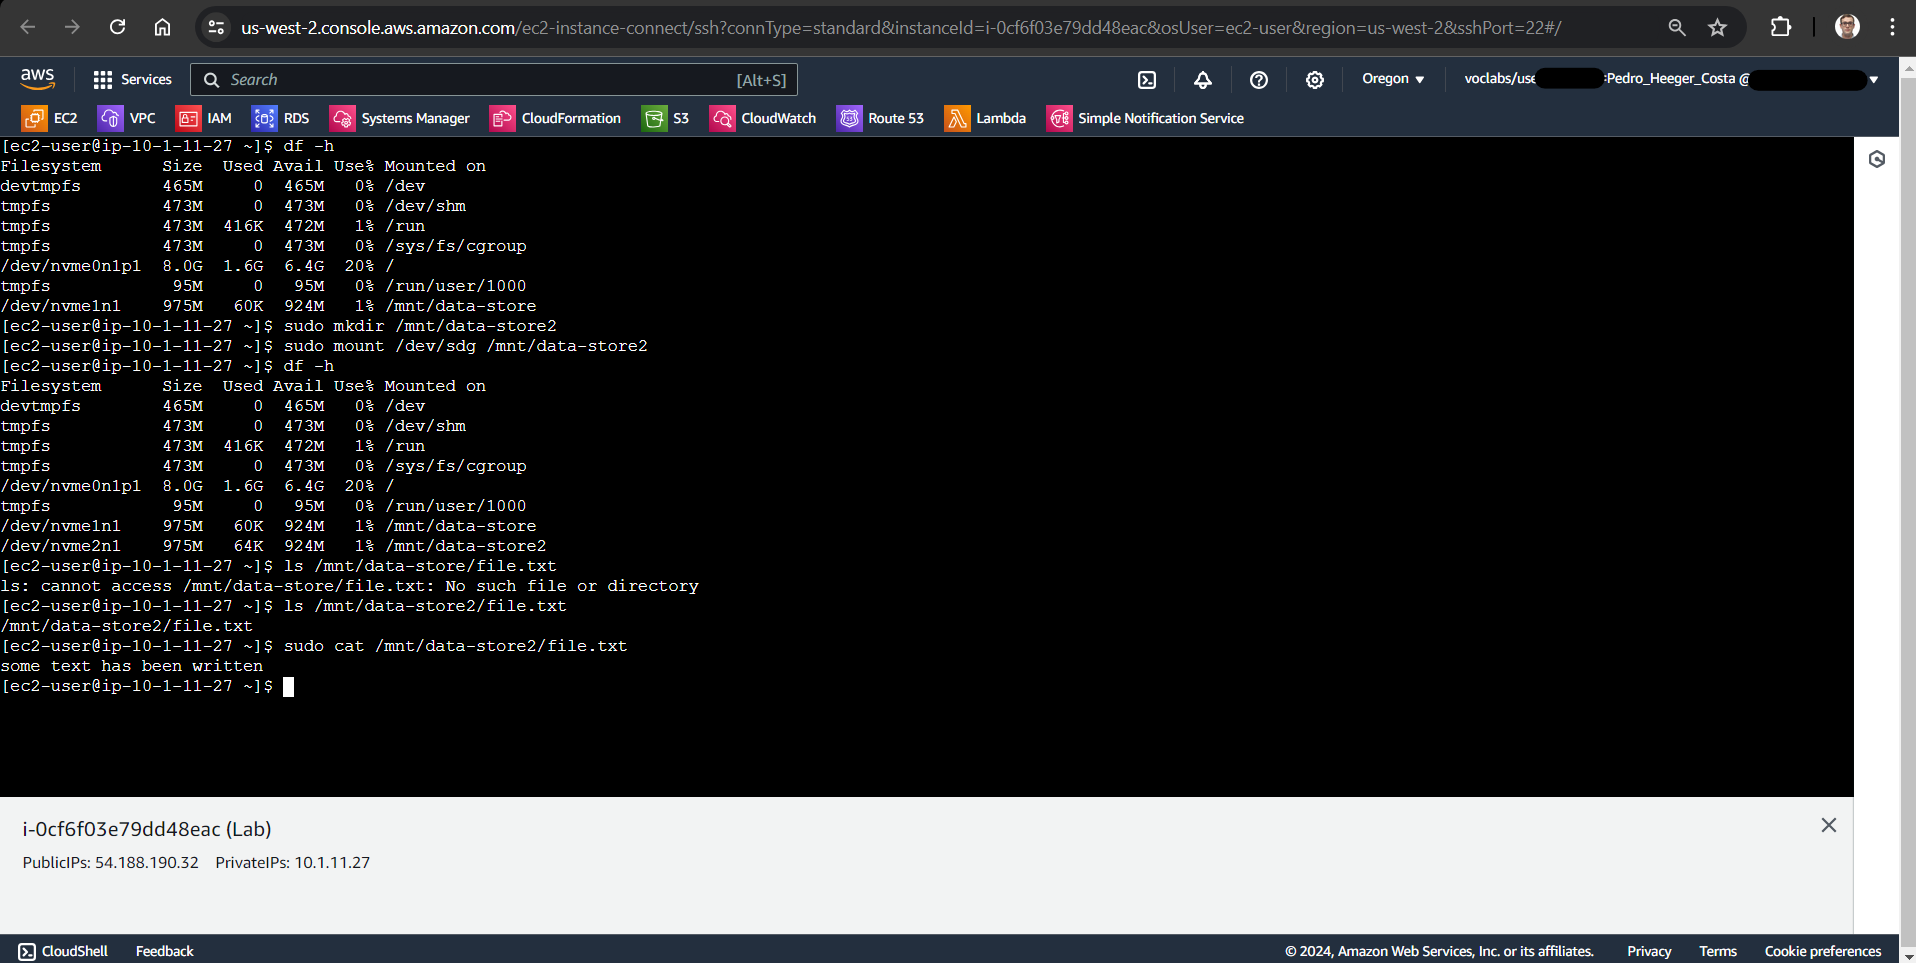 us-west-2.console.aws.amazon.com/ec2-instance-connect/ssh?connType=standard&instanceId=i-0cf6f03e79dd48eac&osUser=ec2-user&region=us-west-2&sshPort=22#/
aws Services Search [Alt+S] Oregon voclabs/use :Pedro_Heeger_Costa @
EC2 VPC IAM RDS Systems Manager CloudFormation S3 CloudWatch Route 53 Lambda Simple Notification Service
[ec2-user@ip-10-1-11-27 ~]$ df -h
Filesystem Size Used Avail Use% Mounted on
devtmpfs 465M 0 465M 0% /dev
tmpfs 473M 0 473M 0% /dev/shm
tmpfs 473M 416K 472M 1% /run
tmpfs 473M 0 473M 0% /sys/fs/cgroup
/dev/nvme0n1p1 8.0G 1.6G 6.4G 20% /
tmpfs 95M 0 95M 0% /run/user/1000
/dev/nvme1n1 975M 60K 924M 1% /mnt/data-store
[ec2-user@ip-10-1-11-27 ~]$ sudo mkdir /mnt/data-store2
[ec2-user@ip-10-1-11-27 ~]$ sudo mount /dev/sdg /mnt/data-store2
[ec2-user@ip-10-1-11-27 ~]$ df -h
Filesystem Size Used Avail Use% Mounted on
devtmpfs 465M 0 465M 0% /dev
tmpfs 473M 0 473M 0% /dev/shm
tmpfs 473M 416K 472M 1% /run
tmpfs 473M 0 473M 0% /sys/fs/cgroup
/dev/nvme0n1p1 8.0G 1.6G 6.4G 20% /
tmpfs 95M 0 95M 0% /run/user/1000
/dev/nvme1n1 975M 60K 924M 1% /mnt/data-store
/dev/nvme2n1 975M 64K 924M 1% /mnt/data-store2
[ec2-user@ip-10-1-11-27 ~]$ ls /mnt/data-store/file.txt
ls: cannot access /mnt/data-store/file.txt: No such file or directory
[ec2-user@ip-10-1-11-27 ~]$ ls /mnt/data-store2/file.txt
/mnt/data-store2/file.txt
[ec2-user@ip-10-1-11-27 ~]$ sudo cat /mnt/data-store2/file.txt
some text has been written
[ec2-user@ip-10-1-11-27 ~]$
i-0cf6f03e79dd48eac (Lab)
PublicIPs: 54.188.190.32 PrivateIPs: 10.1.11.27
CloudShell Feedback © 2024, Amazon Web Services, Inc. or its affiliates. Privacy Terms Cookie preferences